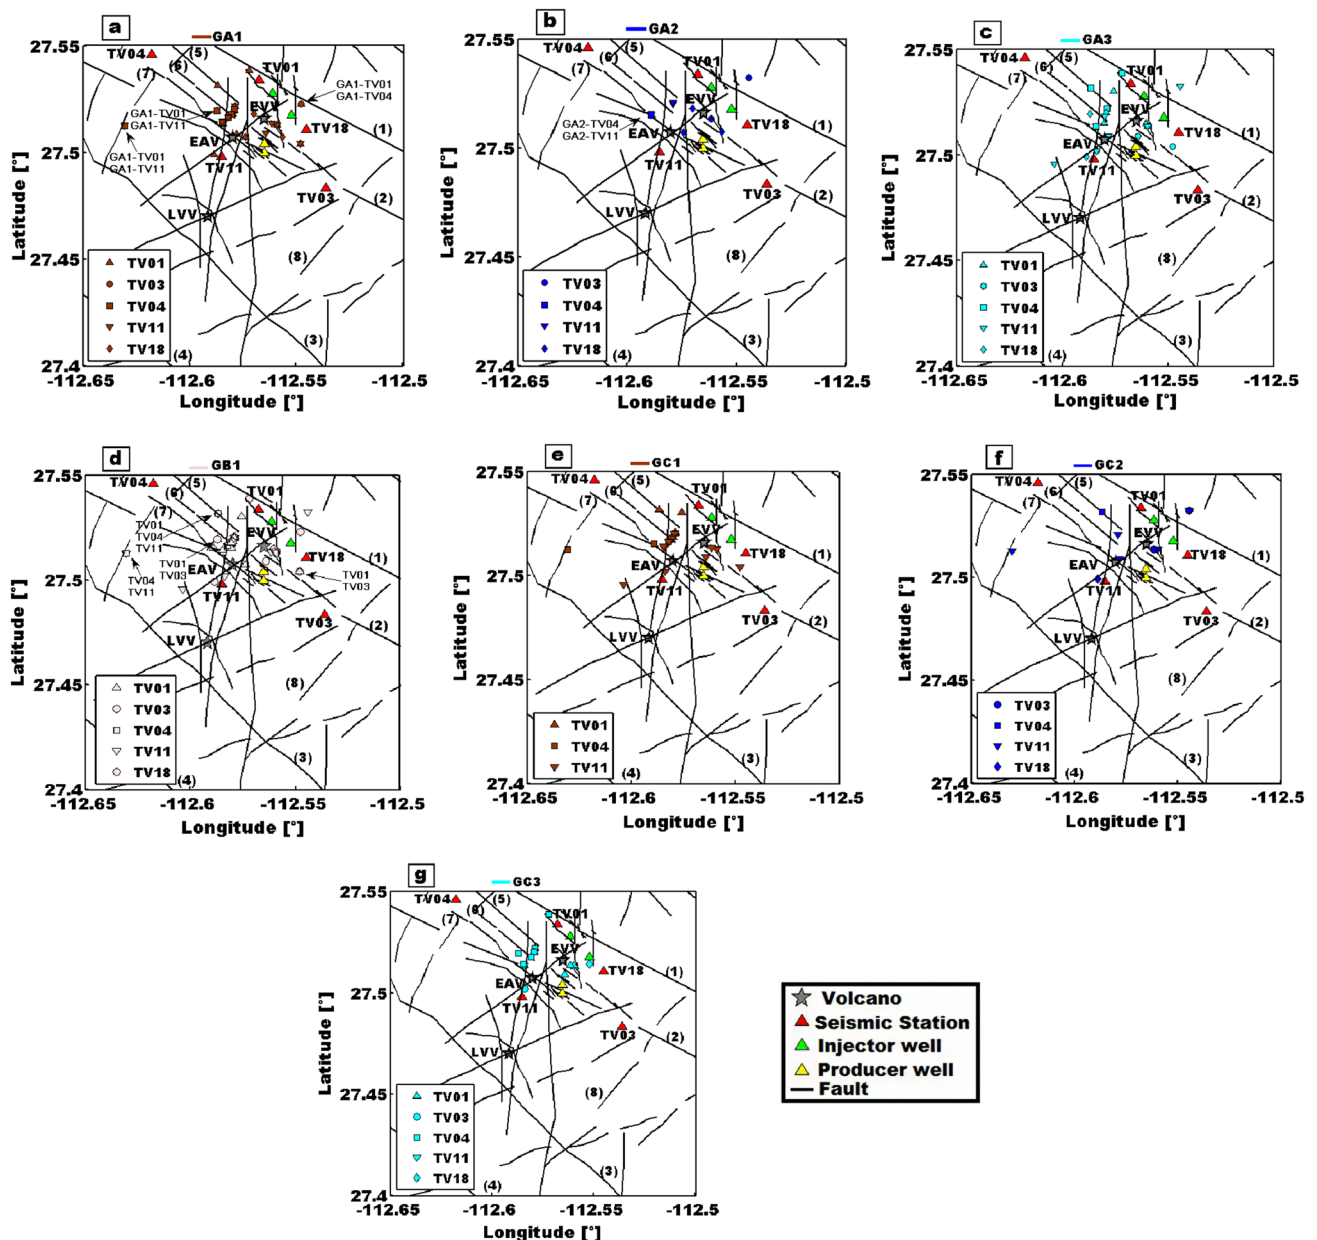 a
GA1
27.55
27.5
27.45
27.4
Latitude [°]
TV04
(5)
(6)
(7)
TV01
GA1-TV01
GA1-TV04
GA1-TV01
GA1-TV11
EVV
TV18
(1)
EAV
GA1-TV01
GA1-TV11
TV11
TV03
(2)
LVV
(8)
TV01
TV03
TV04
TV11
TV18
(3)
(4)
-112.65
-112.6
-112.55
-112.5
Longitude [°]
b
GA2
27.55
27.5
27.45
27.4
Latitude [°]
TV04
(5)
(6)
(7)
TV01
EVV
GA2-TV04
GA2-TV11
EAV
TV18
(1)
TV11
TV03
(2)
LVV
(8)
TV03
TV04
TV11
TV18
(3)
(4)
-112.65
-112.6
-112.55
-112.5
Longitude [°]
c
GA3
27.55
27.5
27.45
27.4
Latitude [°]
TV04
(5)
(6)
(7)
TV01
EVV
TV18
(1)
EAV
TV11
TV03
(2)
LVV
(8)
TV01
TV03
TV04
TV11
TV18
(3)
(4)
-112.65
-112.6
-112.55
-112.5
Longitude [°]
d
GB1
27.55
27.5
27.45
27.4
Latitude [°]
TV04
(5)
(6)
(7)
TV01
TV01
TV04
TV11
EVV
TV18
(1)
TV01
TV03
EAV
TV04
TV11
TV11
TV01
TV03
TV03
(2)
LVV
(8)
TV01
TV03
TV04
TV11
TV18
(3)
(4)
-112.65
-112.6
-112.55
-112.5
Longitude [°]
e
GC1
27.55
27.5
27.45
27.4
Latitude [°]
TV04
(5)
(6)
(7)
TV01
EVV
TV18
(1)
EAV
TV11
TV03
(2)
LVV
(8)
TV01
TV04
TV11
(3)
(4)
-112.65
-112.6
-112.55
-112.5
Longitude [°]
f
GC2
27.55
27.5
27.45
27.4
Latitude [°]
TV04
(5)
(6)
(7)
TV01
EVV
TV18
(1)
EAV
TV11
TV03
(2)
LVV
(8)
TV03
TV04
TV11
TV18
(3)
(4)
-112.65
-112.6
-112.55
-112.5
Longitude [°]
g
GC3
27.55
27.5
27.45
27.4
Latitude [°]
TV04
(5)
(6)
(7)
TV01
EVV
TV18
(1)
EAV
TV11
TV03
(2)
LVV
(8)
TV01
TV03
TV04
TV11
TV18
(3)
(4)
-112.65
-112.6
-112.55
-112.5
Longitude [°]
Volcano
Seismic Station
Injector well
Producer well
Fault